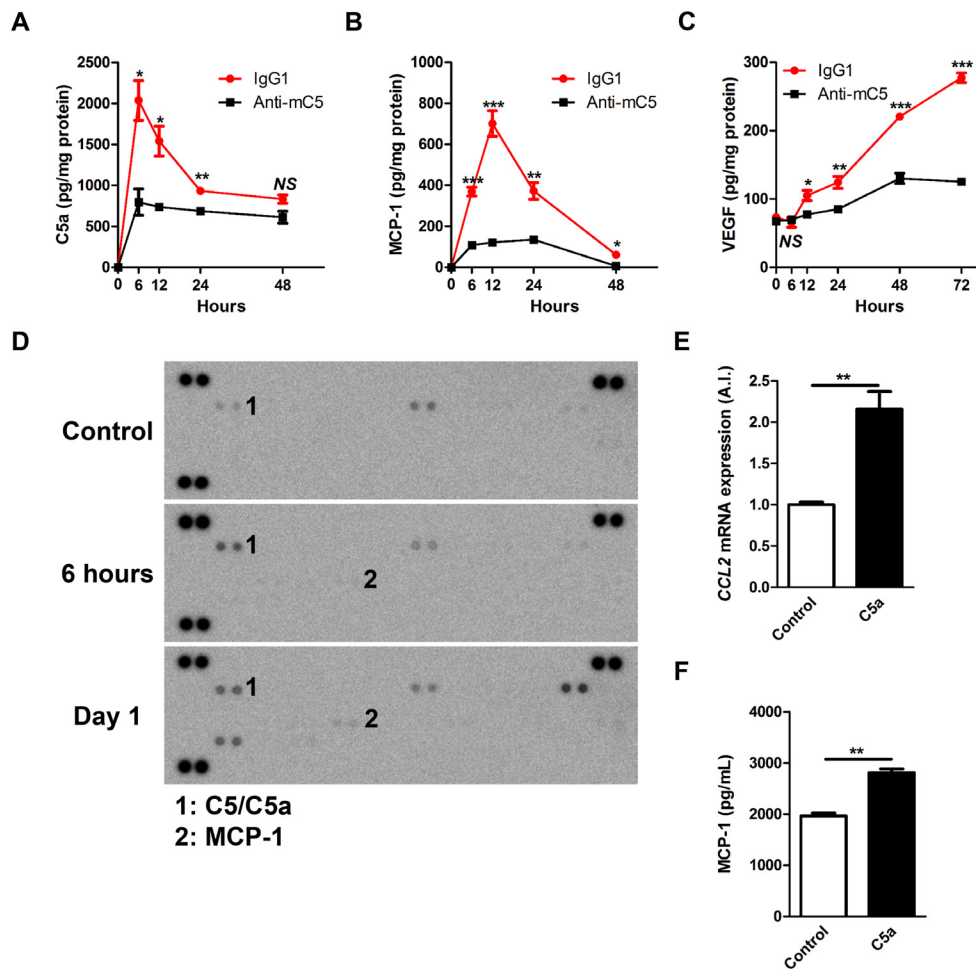 A
C5a (pg/mg protein)
2500
2000
1500
1000
500
0
0 6 12 24 48
Hours
IgG1
Anti-mC5
*
*
**
NS
B
MCP-1 (pg/mg protein)
1000
800
600
400
200
0
0 6 12 24 48
Hours
IgG1
Anti-mC5
***
***
**
*
C
VEGF (pg/mg protein)
300
200
100
0
0 6 12 24 48 72
Hours
IgG1
Anti-mC5
NS
*
**
***
***
D
Control
1
6 hours
1
2
Day 1
1
2
1: C5/C5a
2: MCP-1
E
CCL2 mRNA expression (A.I.)
2.5
2.0
1.5
1.0
0.5
0.0
**
Control
C5a
F
MCP-1 (pg/mL)
4000
3000
2000
1000
0
**
Control
C5a